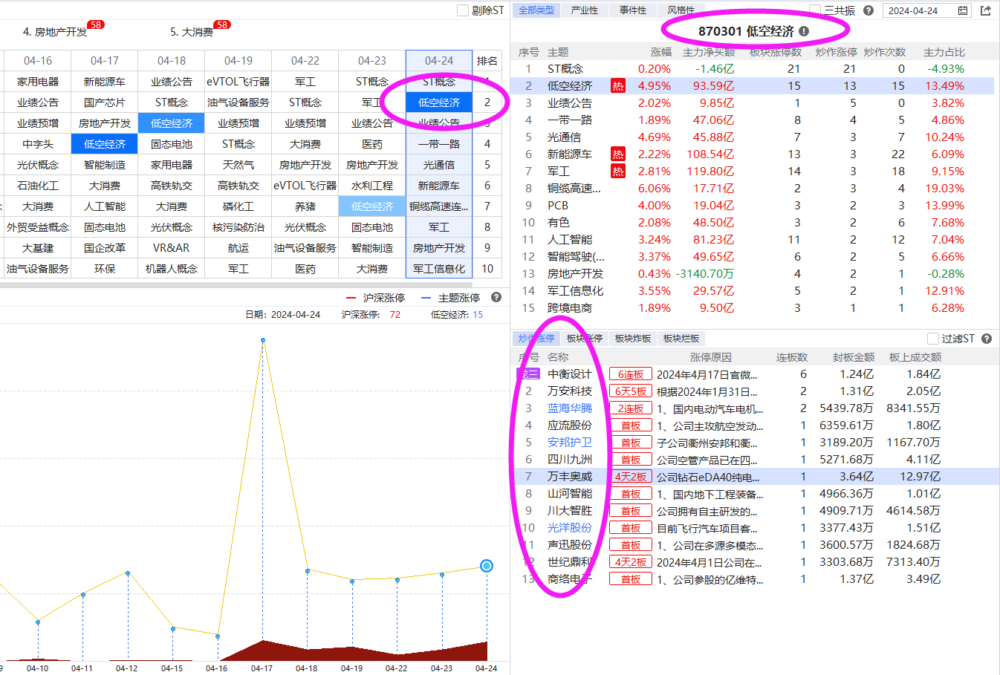 剔除ST
4. 房地产开发 58
5. 大消费 58
04-16 04-17 04-18 04-19 04-22 04-23 04-24 排名
家用电器 新能源车 业绩公告 eVTOL飞行器 军工 ST概念 ST概念 1
业绩公告 国产芯片 ST概念 油气设备服务 ST概念 军工 低空经济 2
业绩预增 房地产开发 低空经济 业绩预增 业绩预增 业绩公告 业绩公告 3
中字头 低空经济 固态电池 ST概念 大消费 医药 一带一路 4
光伏概念 智能制造 家用电器 天然气 房地产开发 房地产开发 光通信 5
石油化工 大消费 高铁轨交 高铁轨交 eVTOL飞行器 水利工程 新能源车 6
大消费 人工智能 大消费 磷化工 养猪 低空经济 铜缆高速连... 7
外贸受益概念 固态电池 光伏概念 核污染防治 光伏概念 固态电池 军工 8
大基建 国企改革 VR&AR 航运 油气设备服务 智能制造 房地产开发 9
油气设备服务 环保 机器人概念 军工 医药 大消费 军工信息化 10
沪深涨停 主题涨停
日期: 2024-04-24 沪深涨停: 72 低空经济: 15
9 04-10 04-11 04-12 04-15 04-16 04-17 04-18 04-19 04-22 04-23 04-24
全部类型 产业性 事件性 风格性 三共振 2024-04-24
870301 低空经济
序号 主题 涨幅 主力净买额 板块涨停数 炒作涨停 炒作次数 主力占比
1 ST概念 0.20% -1.46亿 21 21 0 -4.93%
2 低空经济 热 4.95% 93.59亿 15 13 15 13.49%
3 业绩公告 2.02% 9.85亿 1 5 0 3.82%
4 一带一路 1.89% 47.06亿 8 4 5 4.86%
5 光通信 4.69% 45.88亿 7 3 7 10.24%
6 新能源车 热 2.22% 108.54亿 13 3 22 6.09%
7 军工 热 2.81% 119.80亿 14 3 18 9.15%
8 铜缆高速... 6.06% 17.71亿 2 3 4 19.03%
9 PCB 4.00% 19.04亿 3 2 3 13.99%
10 有色 2.08% 48.50亿 3 2 6 7.68%
11 人工智能 3.24% 81.23亿 11 2 12 7.04%
12 智能驾驶(... 3.37% 49.65亿 6 2 5 6.66%
13 房地产开发 0.43% -3140.70万 4 2 1 -0.28%
14 军工信息化 3.55% 29.57亿 5 2 1 12.91%
15 跨境电商 1.89% 9.50亿 3 1 1 6.28%
炒作涨停 板块涨停 板块炸板 板块烂板 过滤ST
序号 名称 涨停原因 连板数 封板金额 板上成交额
龙三 中衡设计 6连板 2024年4月17日官微... 6 1.24亿 1.84亿
2 万安科技 6天5板 根据2024年1月31日... 2 1.31亿 2.05亿
3 蓝海华腾 2连板 1、国内电动汽车电机... 2 5439.78万 8341.55万
4 应流股份 首板 1、公司主攻航空发动... 1 6359.61万 1.80亿
5 安邦护卫 首板 子公司衢州安邦和衢... 1 3189.20万 1167.70万
6 四川九洲 首板 公司空管产品已在四... 1 5271.68万 4.11亿
7 万丰奥威 4天2板 公司钻石eDA40纯电... 1 3.64亿 12.97亿
8 山河智能 首板 1、国内地下工程装备... 1 4966.36万 1.01亿
9 川大智胜 首板 公司拥有自主研发的... 1 4909.71万 4614.58万
10 光洋股份 首板 目前飞行汽车项目客... 1 3377.43万 1.51亿
11 声迅股份 首板 1、公司在多源多模态... 1 3600.57万 1824.68万
12 世纪鼎利 4天2板 2024年4月1日公司在... 1 3303.68万 7313.40万
13 商络电子 首板 1、公司参股的亿维特... 1 1.37亿 3.49亿